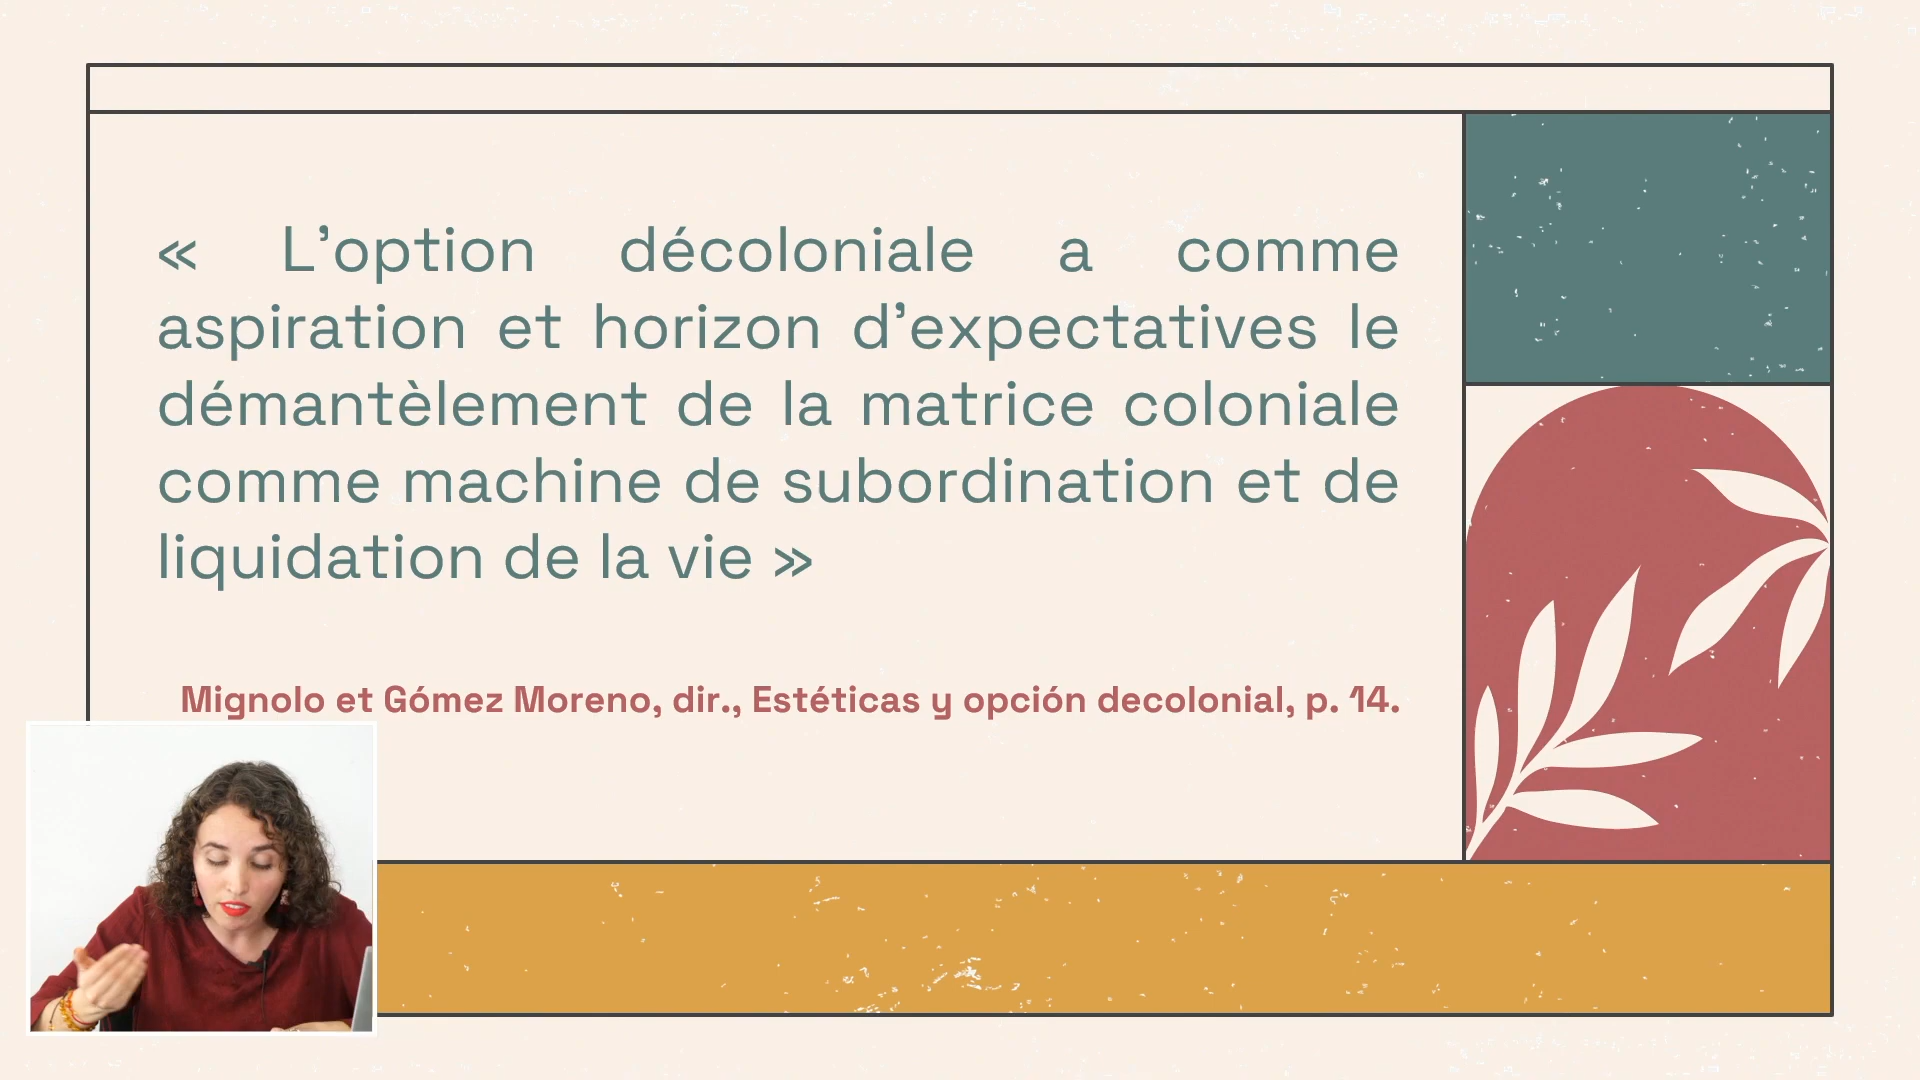 « L’option décoloniale a comme
aspiration et horizon d’expectatives le
démantèlement de la matrice coloniale
comme machine de subordination et de
liquidation de la vie »
Mignolo et Gómez Moreno, dir., Estéticas y opción decolonial, p. 14.